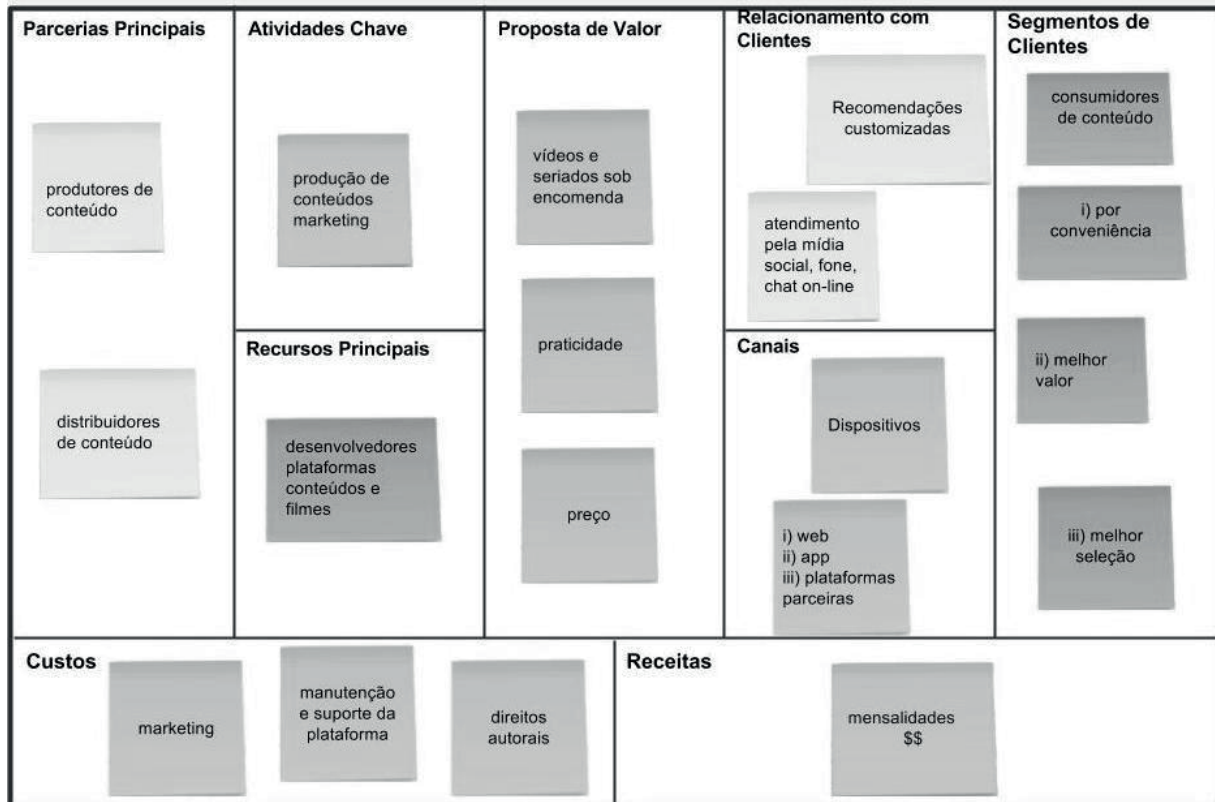 Parcerias Principais
produtores de
conteúdo
distribuidores
de conteúdo
Atividades Chave
produção de
conteúdos
marketing
Recursos Principais
desenvolvedores
plataformas
conteúdos e
filmes
Proposta de Valor
vídeos e
seriados sob
encomenda
praticidade
preço
Relacionamento com
Clientes
Recomendações
customizadas
atendimento
pela mídia
social, fone,
chat on-line
Canais
Dispositivos
i) web
ii) app
iii) plataformas
parceiras
Segmentos de
Clientes
consumidores
de conteúdo
i) por
conveniência
ii) melhor
valor
iii) melhor
seleção
Custos
marketing
manutenção
e suporte da
plataforma
direitos
autorais
Receitas
mensalidades
$$